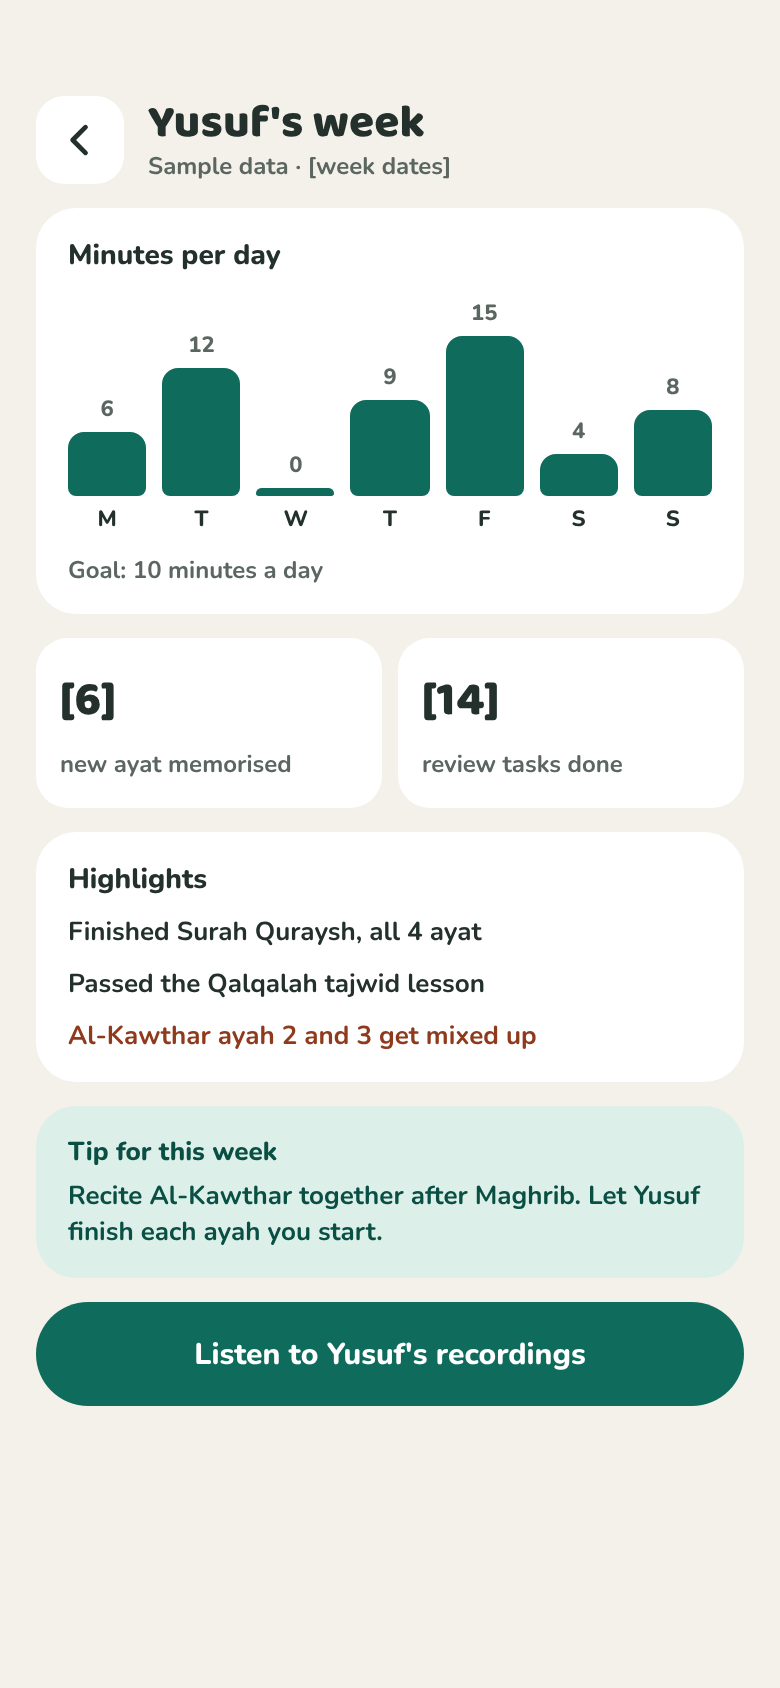 Yusuf's week
Sample data · [week dates]
Minutes per day
6
12
0
9
15
4
8
M
T
W
T
F
S
S
Goal: 10 minutes a day
[6]
new ayat memorised
[14]
review tasks done
Highlights
Finished Surah Quraysh, all 4 ayat
Passed the Qalqalah tajwid lesson
Al-Kawthar ayah 2 and 3 get mixed up
Tip for this week
Recite Al-Kawthar together after Maghrib. Let Yusuf
finish each ayah you start.
Listen to Yusuf's recordings